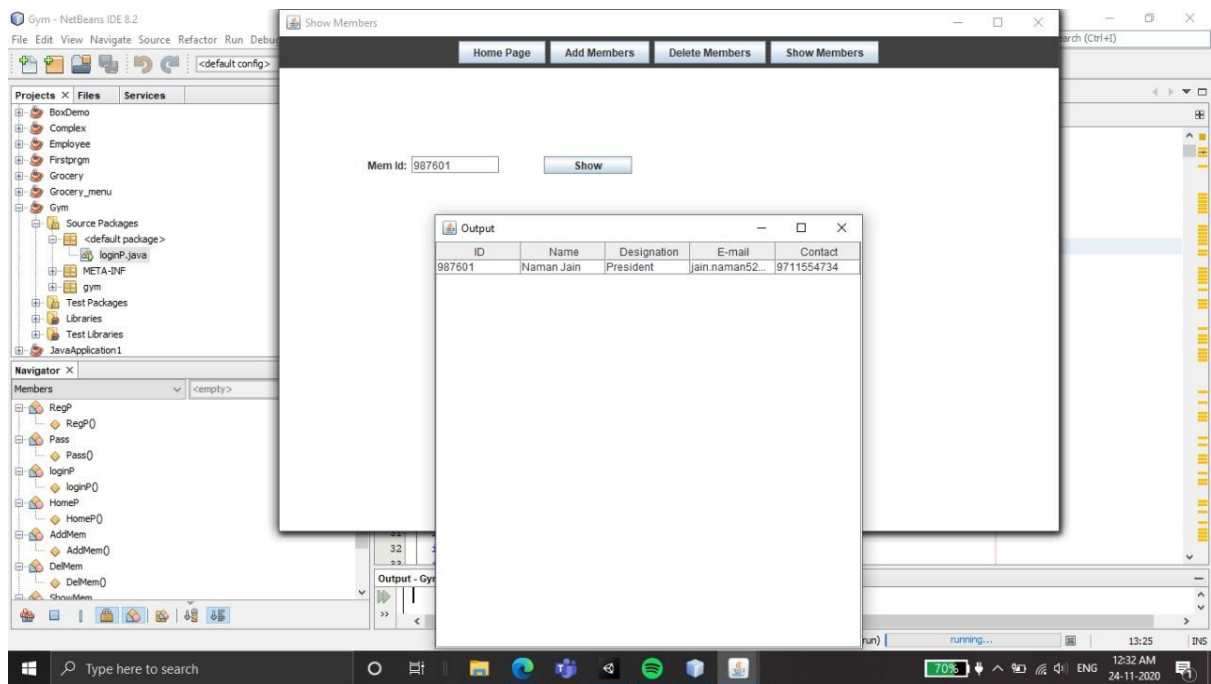 Gym - NetBeans IDE 8.2
Show Members
File Edit View Navigate Source Refactor Run Debug
arch (Ctrl+I)
Home Page Add Members Delete Members Show Members
<default config>
Projects Files Services
BoxDemo
Complex
Employee
Firstprgm
Grocery
Grocery_menu
Gym
Source Packages
<default package>
loginP.java
META-INF
gym
Test Packages
Libraries
Test Libraries
JavaApplication1
Mem Id: 987601 Show
Output
ID Name Designation E-mail Contact
987601 Naman Jain President jain.naman52... 9711554734
Navigator
Members <empty>
RegP
RegP()
Pass
Pass()
loginP
loginP()
HomeP
HomeP()
AddMem
AddMem()
DelMem
DelMem()
ShowMem
31
32
33
Output - Gym
run) running... 13:25 INS
Type here to search
70% ENG 12:32 AM
24-11-2020
1